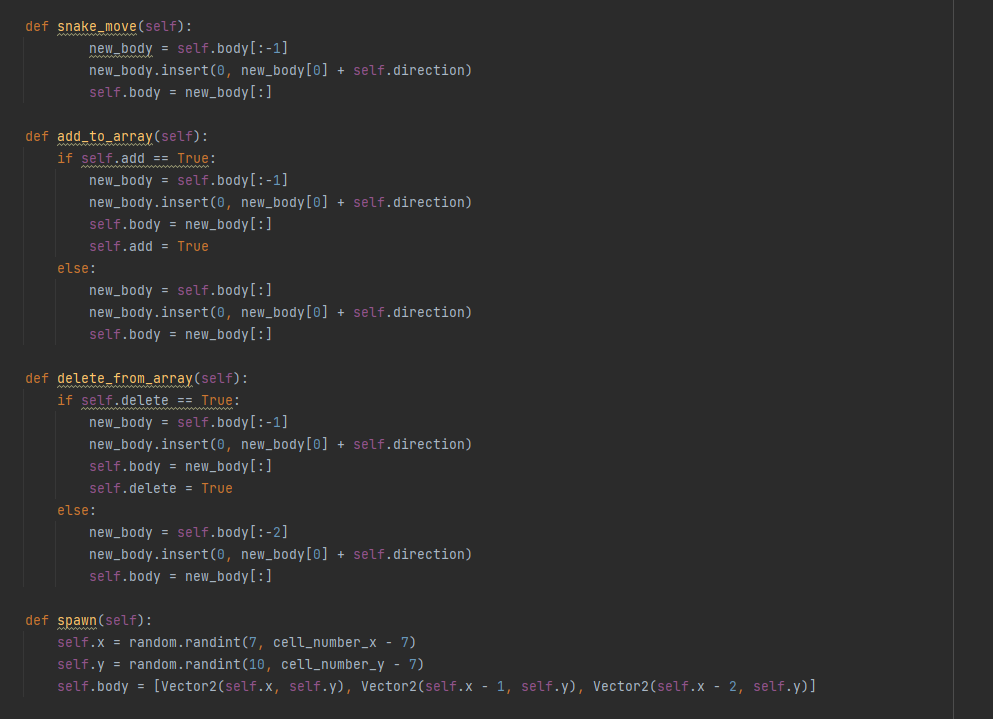 def snake_move(self):
        new_body = self.body[:-1]
        new_body.insert(0, new_body[0] + self.direction)
        self.body = new_body[:]
def add_to_array(self):
    if self.add == True:
        new_body = self.body[:-1]
        new_body.insert(0, new_body[0] + self.direction)
        self.body = new_body[:]
        self.add = True
    else:
        new_body = self.body[:]
        new_body.insert(0, new_body[0] + self.direction)
        self.body = new_body[:]
def delete_from_array(self):
    if self.delete == True:
        new_body = self.body[:-1]
        new_body.insert(0, new_body[0] + self.direction)
        self.body = new_body[:]
        self.delete = True
    else:
        new_body = self.body[:-2]
        new_body.insert(0, new_body[0] + self.direction)
        self.body = new_body[:]
def spawn(self):
    self.x = random.randint(7, cell_number_x - 7)
    self.y = random.randint(10, cell_number_y - 7)
    self.body = [Vector2(self.x, self.y), Vector2(self.x - 1, self.y), Vector2(self.x - 2, self.y)]